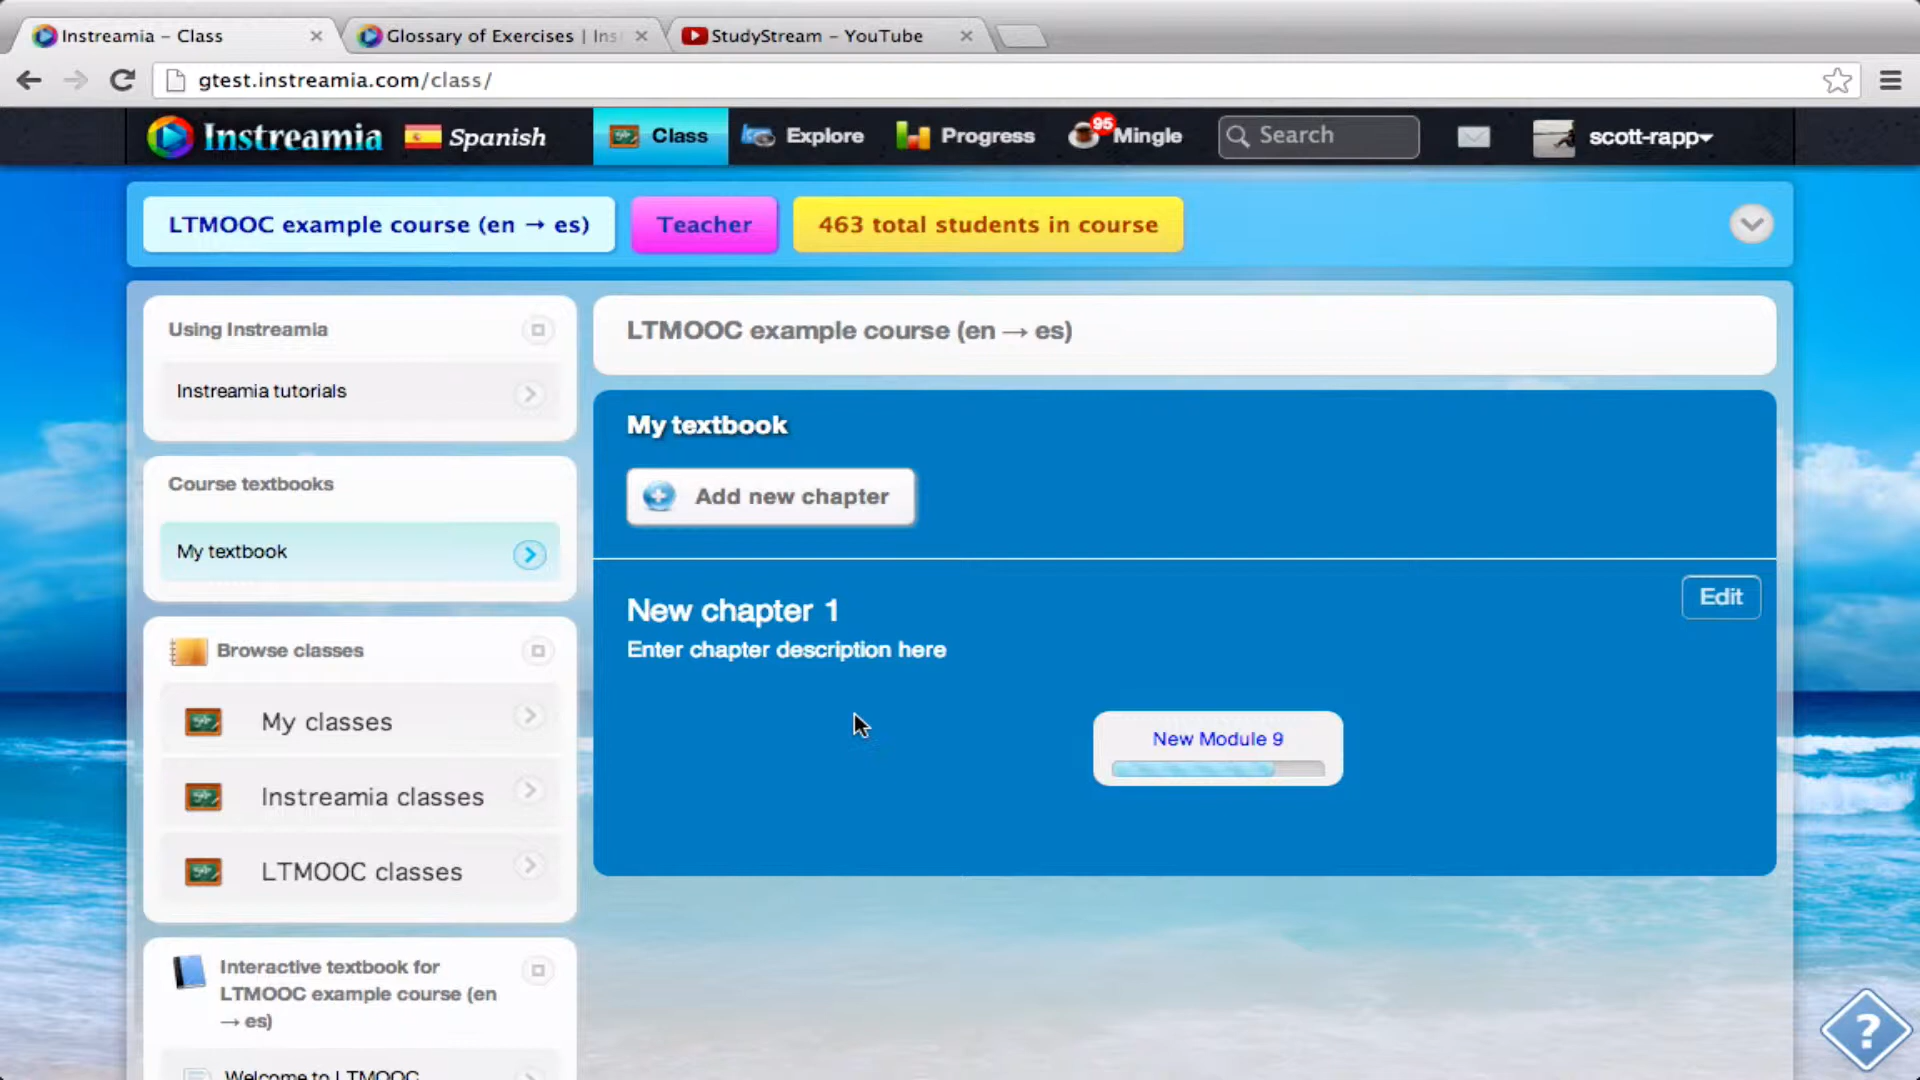 Instreamia – Class
Glossary of Exercises | Ins
StudyStream – YouTube
gtest.instreamia.com/class/
Instreamia
Spanish
Class
Explore
Progress
95
Mingle
Search
scott-rapp
LTMOOC example course (en → es)
Teacher
463 total students in course
Using Instreamia
Instreamia tutorials
Course textbooks
My textbook
Browse classes
My classes
Instreamia classes
LTMOOC classes
Interactive textbook for
LTMOOC example course (en
→ es)
Welcome to LTMOOC
LTMOOC example course (en → es)
My textbook
Add new chapter
New chapter 1
Edit
Enter chapter description here
New Module 9
?